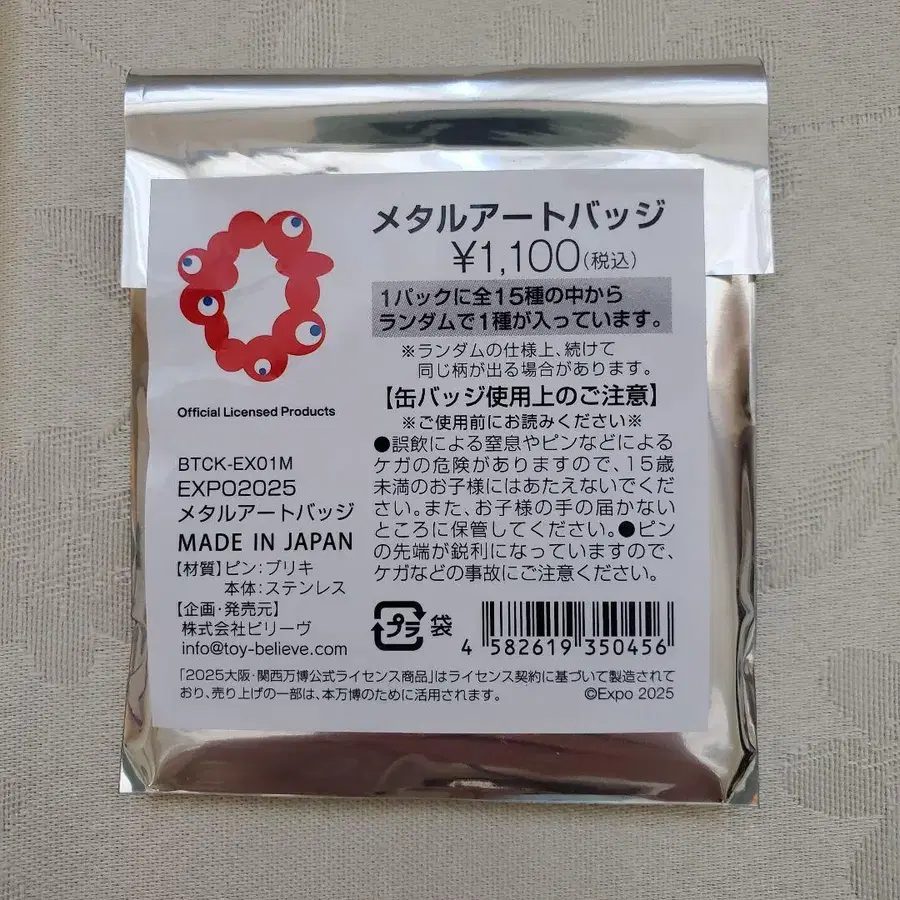 メタルアートバッジ
¥1,100(税込)
1パックに全15種の中から
ランダムで1種が入っています。
※ランダムの仕様上、続けて
同じ柄が出る場合があります。
【缶バッジ使用上のご注意】
※ご使用前にお読みください※
●誤飲による窒息やピンなどによる
ケガの危険がありますので、15歳
未満のお子様にはあたえないでくだ
さい。また、お子様の手の届かない
ところに保管してください。●ピン
の先端が鋭利になっていますので、
ケガなどの事故にご注意ください。
Official Licensed Products
BTCK-EX01M
EXPO2025
メタルアートバッジ
MADE IN JAPAN
【材質】ピン:ブリキ
本体:ステンレス
【企画・発売元】
株式会社ビリーヴ
info@toy-believe.com
プラ 袋
4 582619 350456
「2025大阪・関西万博公式ライセンス商品」はライセンス契約に基づいて製造されて
おり、売り上げの一部は、本万博のために活用されます。
©Expo 2025